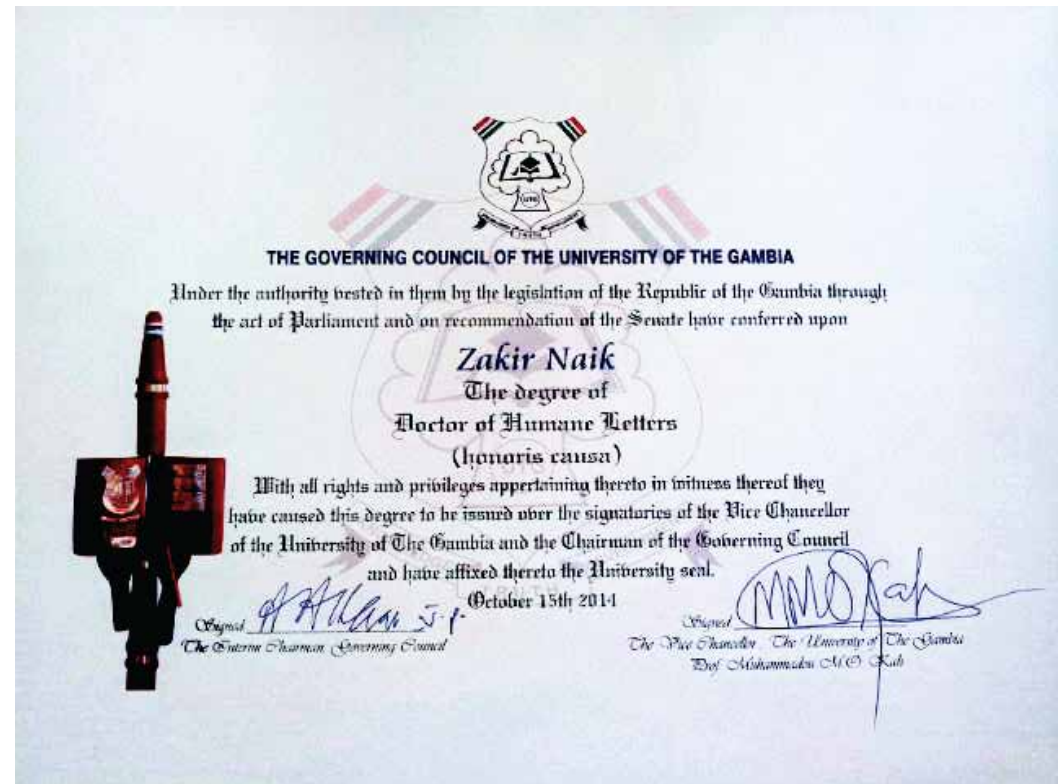 UTG
THE GOVERNING COUNCIL OF THE UNIVERSITY OF THE GAMBIA
Under the authority vested in them by the legislation of the Republic of the Gambia through
the act of Parliament and on recommendation of the Senate have conferred upon
Zakir Naik
The degree of
Doctor of Humane Letters
(honoris causa)
With all rights and privileges appertaining thereto in witness thereof they
have caused this degree to be issued over the signatories of the Vice Chancellor
of the University of The Gambia and the Chairman of the Governing Council
and have affixed thereto the University seal.
October 15th 2014
Signed
The Interim Chairman, Governing Council
Signed
The Vice Chancellor, The University of The Gambia
Prof. Muhammadou M.O. Kah